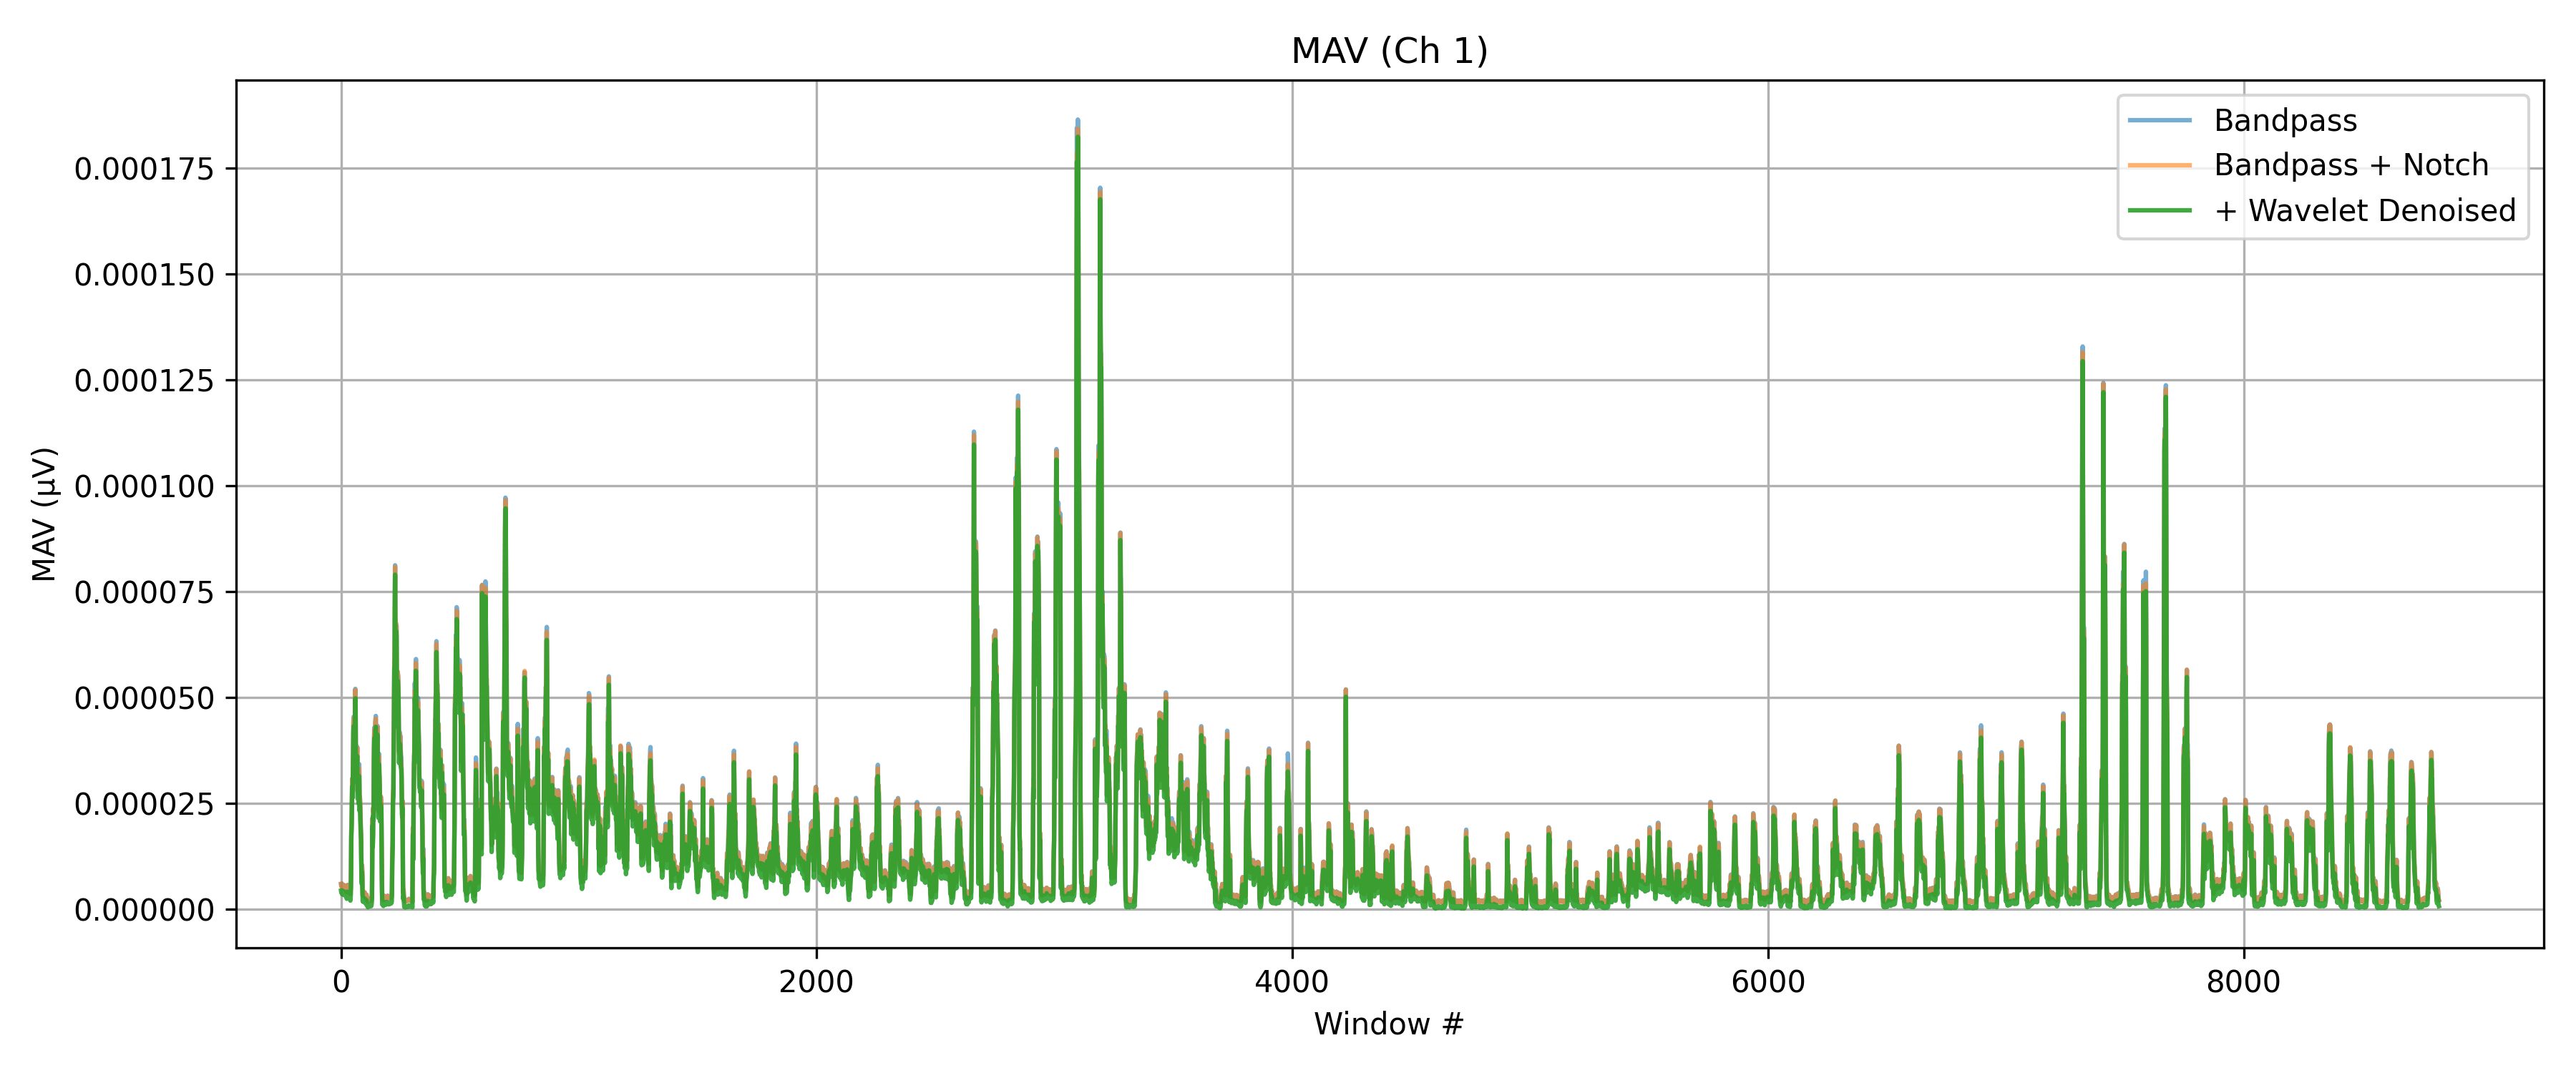 MAV (Ch 1)
Bandpass
Bandpass + Notch
+ Wavelet Denoised
MAV (µV)
0.000175
0.000150
0.000125
0.000100
0.000075
0.000050
0.000025
0.000000
0 2000 4000 6000 8000
Window #